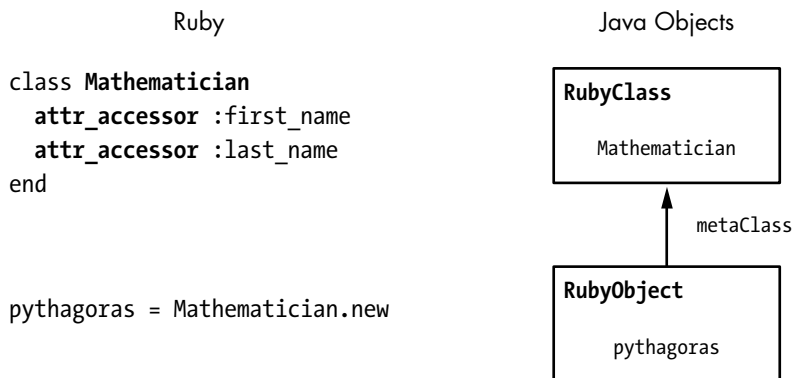 Ruby
Java Objects
class Mathematician
  attr_accessor :first_name
  attr_accessor :last_name
end
RubyClass
Mathematician
metaClass
pythagoras = Mathematician.new
RubyObject
pythagoras